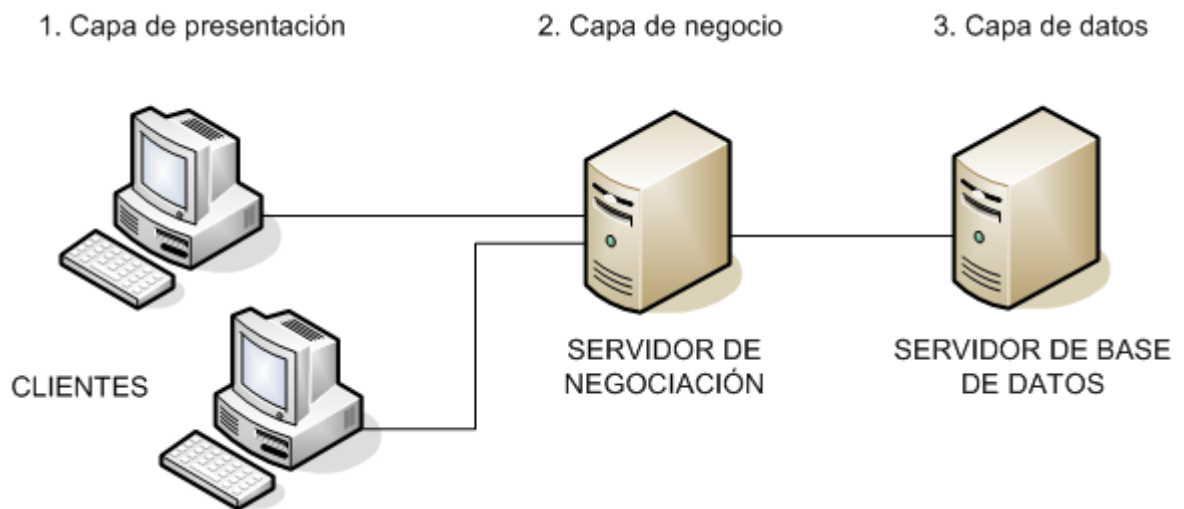 1. Capa de presentación
2. Capa de negocio
3. Capa de datos
CLIENTES
SERVIDOR DE
NEGOCIACIÓN
SERVIDOR DE BASE
DE DATOS